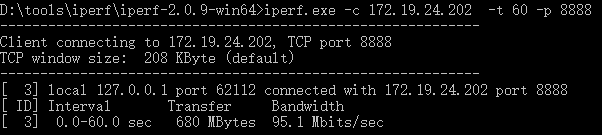 D:\tools\iperf\iperf-2.0.9-win64>iperf.exe -c 172.19.24.202  -t 60 -p 8888
------------------------------------------------------------
Client connecting to 172.19.24.202, TCP port 8888
TCP window size:  208 KByte (default)
------------------------------------------------------------
[  3] local 127.0.0.1 port 62112 connected with 172.19.24.202 port 8888
[ ID] Interval       Transfer     Bandwidth
[  3]  0.0-60.0 sec   680 MBytes  95.1 Mbits/sec